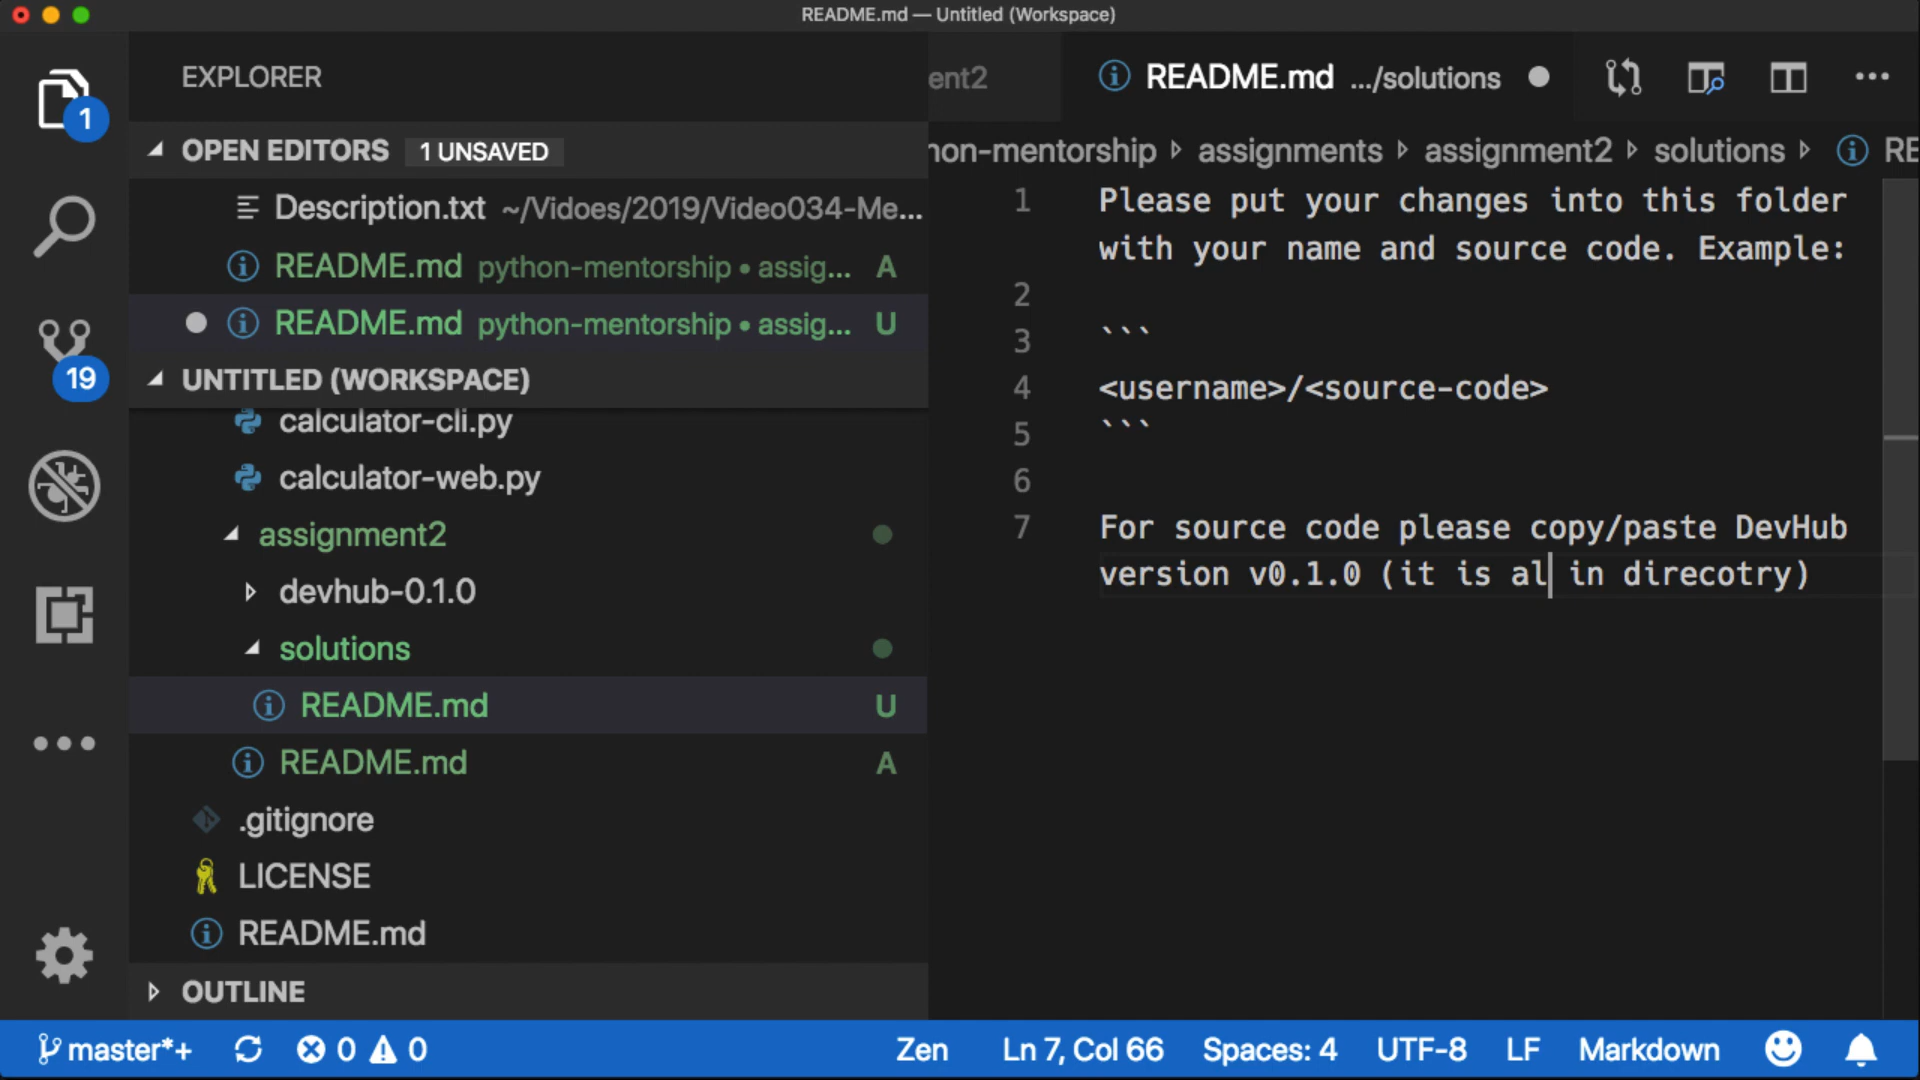 README.md — Untitled (Workspace)
EXPLORER
OPEN EDITORS 1 UNSAVED
Description.txt ~/Vidoes/2019/Video034-Me...
README.md python-mentorship • assig... A
README.md python-mentorship • assig... U
UNTITLED (WORKSPACE)
calculator-cli.py
calculator-web.py
assignment2
devhub-0.1.0
solutions
README.md U
README.md A
.gitignore
LICENSE
README.md
OUTLINE
1
19
ent2
README.md .../solutions
hon-mentorship assignments assignment2 solutions RE
1 Please put your changes into this folder
with your name and source code. Example:
2
3 ```
4 <username>/<source-code>
5 ```
6
7 For source code please copy/paste DevHub
version v0.1.0 (it is al in direcotry)
master*+ 0 0 Zen Ln 7, Col 66 Spaces: 4 UTF-8 LF Markdown